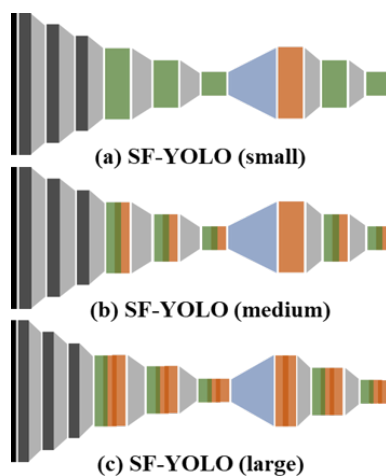 (a) SF-YOLO (small)
(b) SF-YOLO (medium)
(c) SF-YOLO (large)